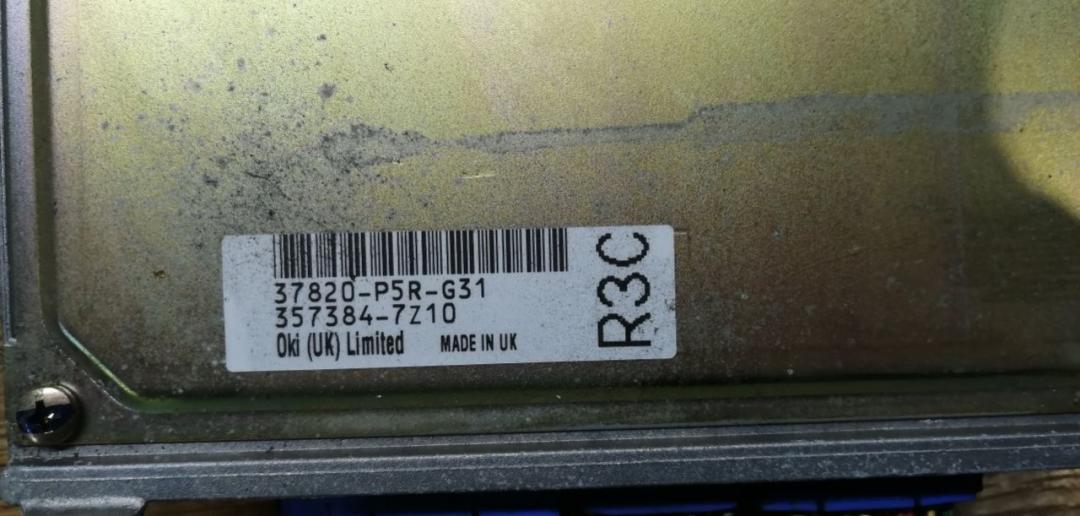 37820-P5R-G31
357384-7Z10
Oki (UK) Limited MADE IN UK
R3C